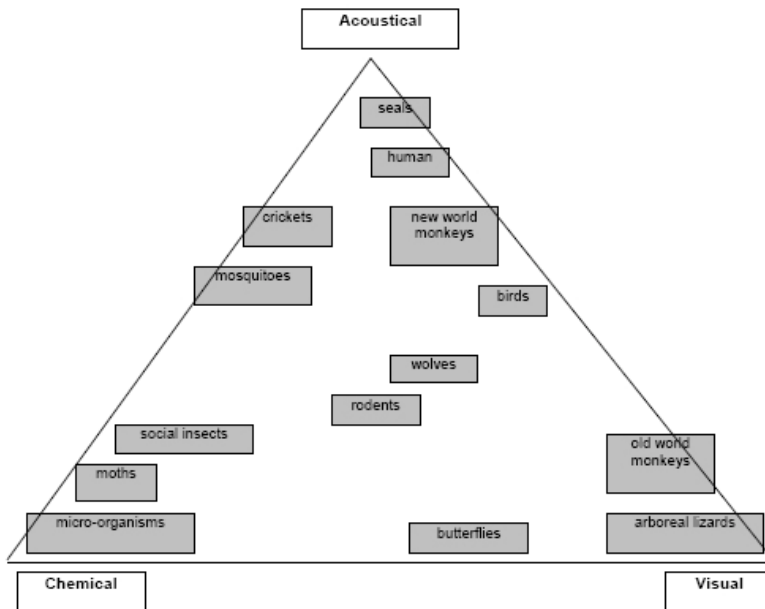 Acoustical
seals
human
crickets
new world
monkeys
mosquitoes
birds
wolves
rodents
social insects
old world
monkeys
moths
micro-organisms
butterflies
arboreal lizards
Chemical
Visual